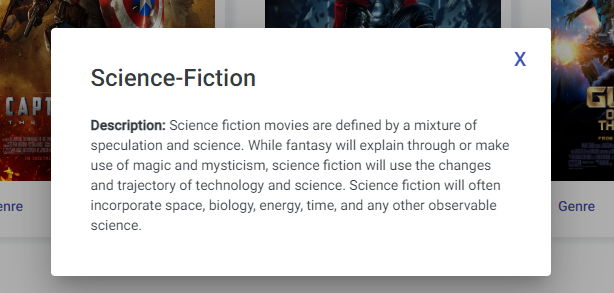 X
Science-Fiction
Description: Science fiction movies are defined by a mixture of
speculation and science. While fantasy will explain through or make
use of magic and mysticism, science fiction will use the changes
and trajectory of technology and science. Science fiction will often
incorporate space, biology, energy, time, and any other observable
science.
CAPT
THE
GU
O
TH
enre
Genre